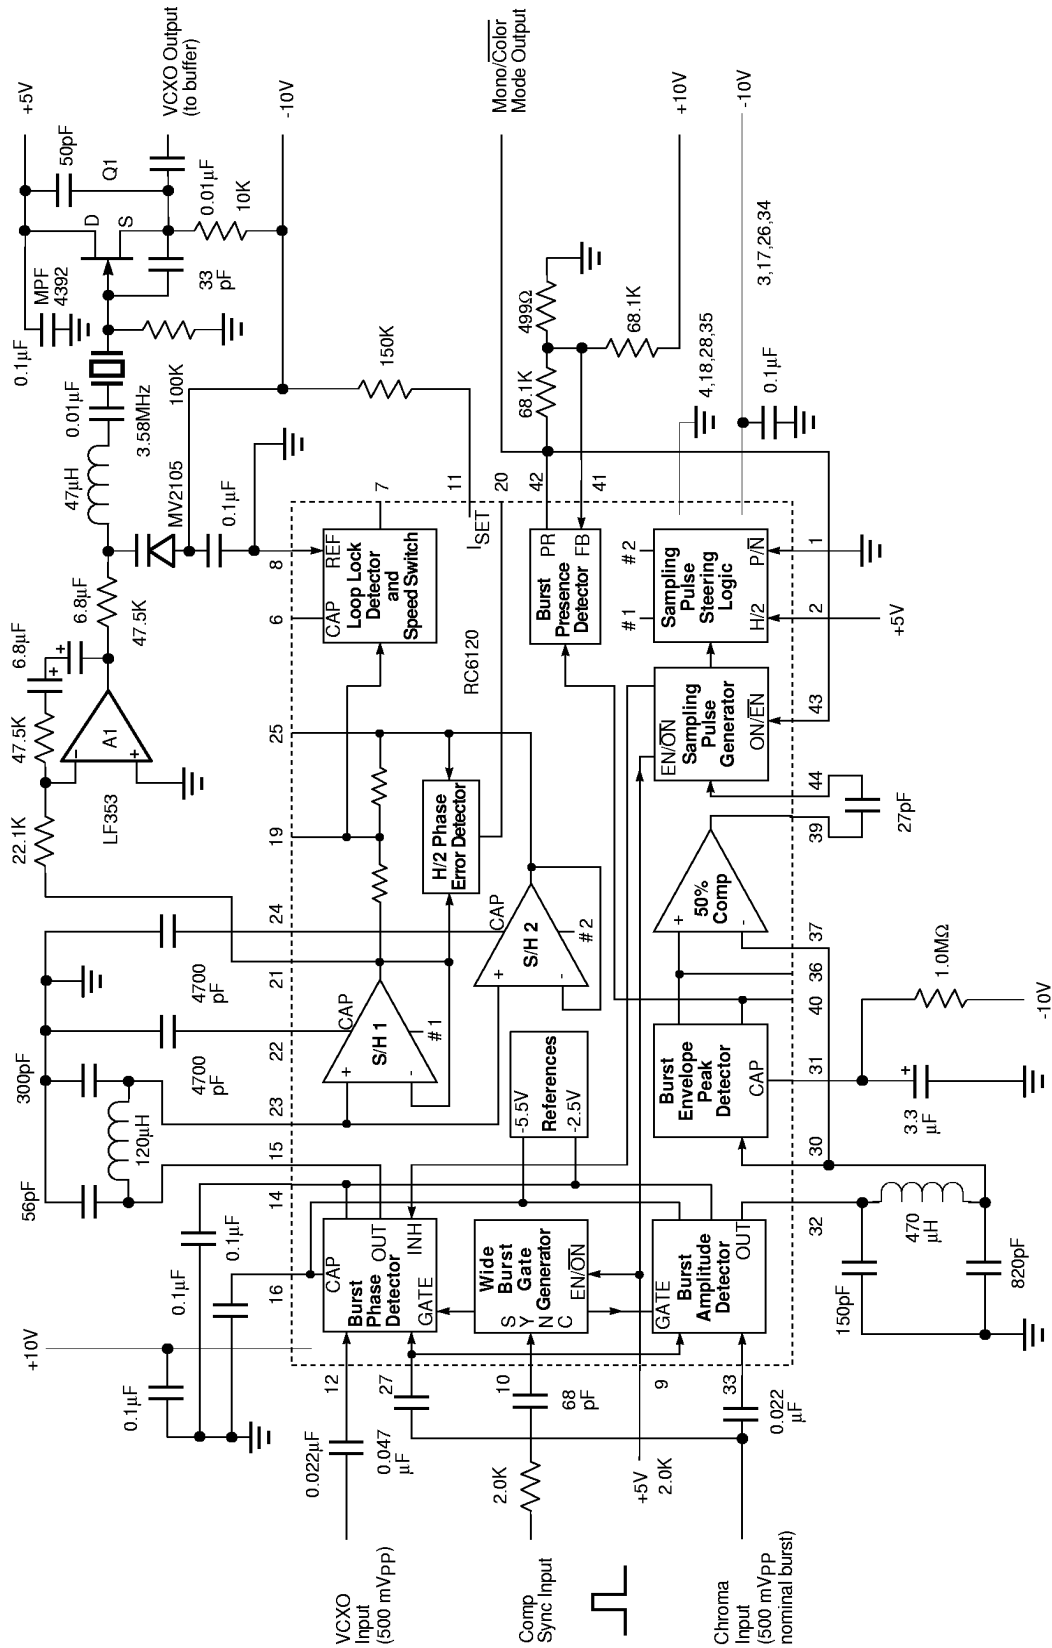 +10V
0.1µF
0.1µF
0.1µF
56pF
120µH
300pF
4700
pF
4700
pF
22.1K
47.5K
6.8µF
6.8µF
A1
-
+
LF353
47.5K
47µH
MV2105
0.1µF
0.01µF
3.58MHz
100K
0.1µF
MPF
4392
D
S
Q1
50pF
33
pF
0.01µF
10K
+5V
VCXO Output
(to buffer)
-10V
150K
16
14
15
23
22
21
24
19
25
6
8
7
11
ISET
20
42
41
VCXO
Input
(500 mVPP)
0.022µF
12
0.047
µF
27
CAP
Burst
Phase
Detector
OUT
INH
GATE
+
-
S/H 1
CAP
# 1
+
-
S/H 2
CAP
# 2
H/2 Phase
Error Detector
CAP
REF
Loop Lock
Detector
and
Speed Switch
RC6120
Comp
Sync Input
2.0K
68
pF
10
S
Y
N
C
Wide
Burst
Gate
Generator
EN/ON
-5.5V
-2.5V
References
Burst
Presence
Detector
PR
FB
68.1K
499Ω
68.1K
Mono/Color
Mode Output
+10V
+5V
2.0K
9
Chroma
Input
(500 mVPP
nominal burst)
0.022
µF
33
GATE
Burst
Amplitude
Detector
OUT
Burst
Envelope
Peak
Detector
CAP
+
-
50%
Comp
EN/ON
Sampling
Pulse
Generator
ON/EN
# 1
# 2
Sampling
Pulse
Steering
Logic
H/2
P/N
4,18,28,35
3,17,26,34
-10V
0.1µF
32
30
31
40
36
37
39
44
43
2
1
150pF
470
µH
820pF
3.3
µF
+
1.0MΩ
-10V
27pF
+5V